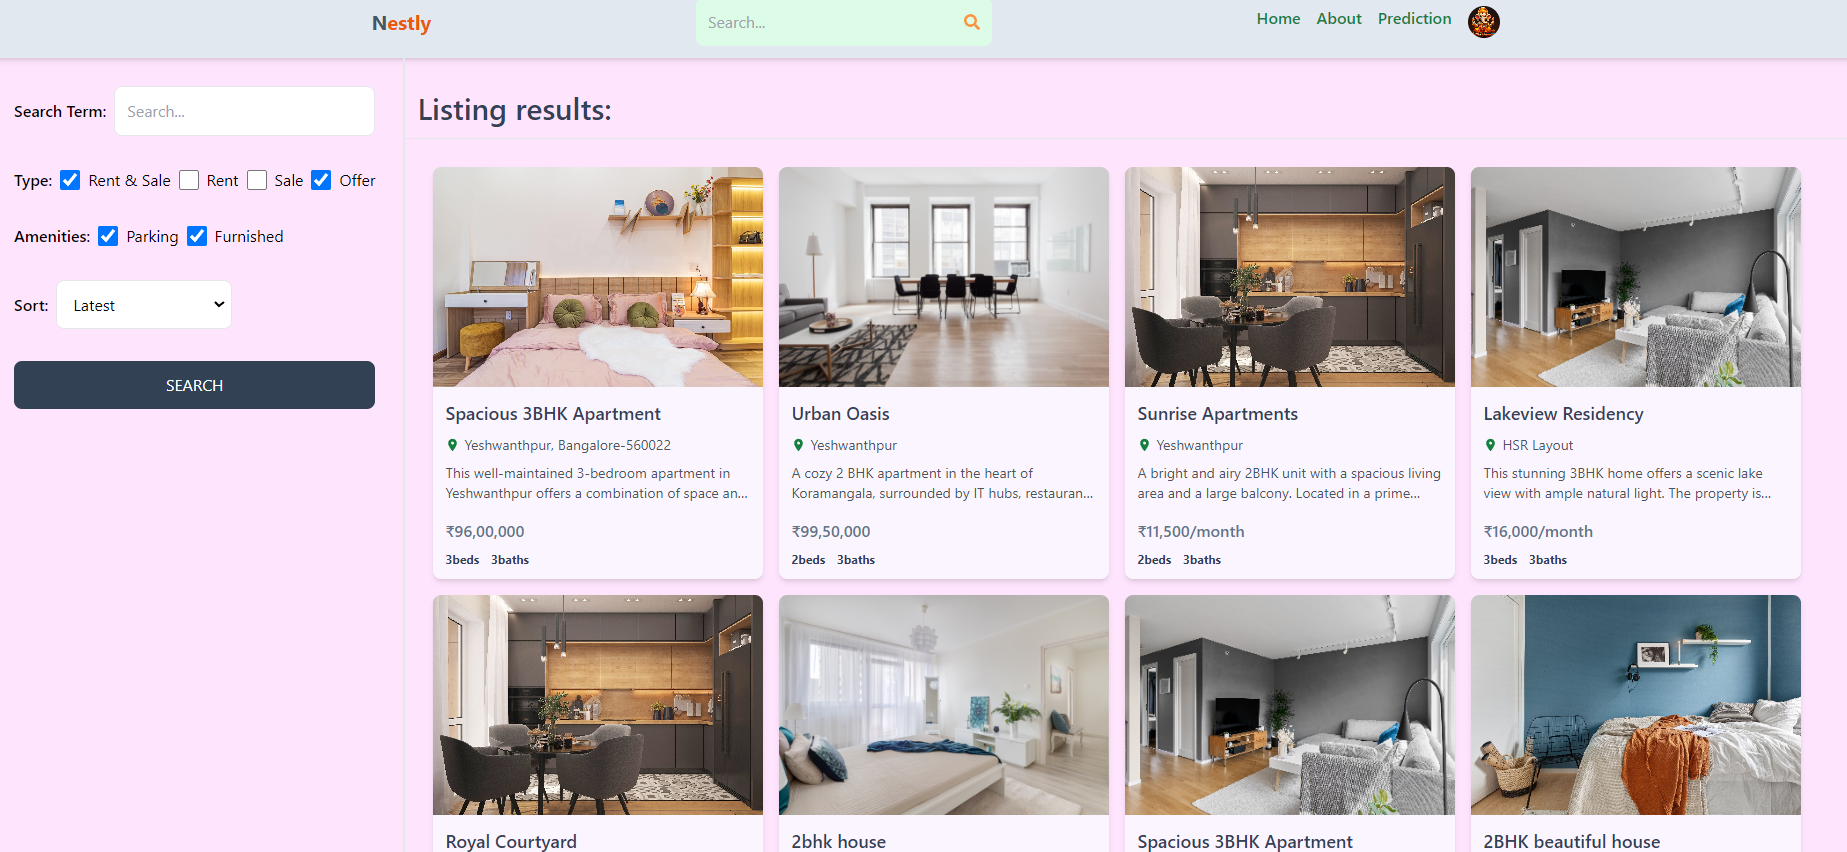 Nestly
Search...
Home About Prediction
Search Term: Search...
Type: Rent & Sale Rent Sale Offer
Amenities: Parking Furnished
Sort: Latest
SEARCH
Listing results:
Spacious 3BHK Apartment
Yeshwanthpur, Bangalore-560022
This well-maintained 3-bedroom apartment in
Yeshwanthpur offers a combination of space an...
₹96,00,000
3beds 3baths
Urban Oasis
Yeshwanthpur
A cozy 2 BHK apartment in the heart of
Koramangala, surrounded by IT hubs, restauran...
₹99,50,000
2beds 3baths
Sunrise Apartments
Yeshwanthpur
A bright and airy 2BHK unit with a spacious living
area and a large balcony. Located in a prime...
₹11,500/month
2beds 3baths
Lakeview Residency
HSR Layout
This stunning 3BHK home offers a scenic lake
view with ample natural light. The property is...
₹16,000/month
3beds 3baths
Royal Courtyard
2bhk house
Spacious 3BHK Apartment
2BHK beautiful house